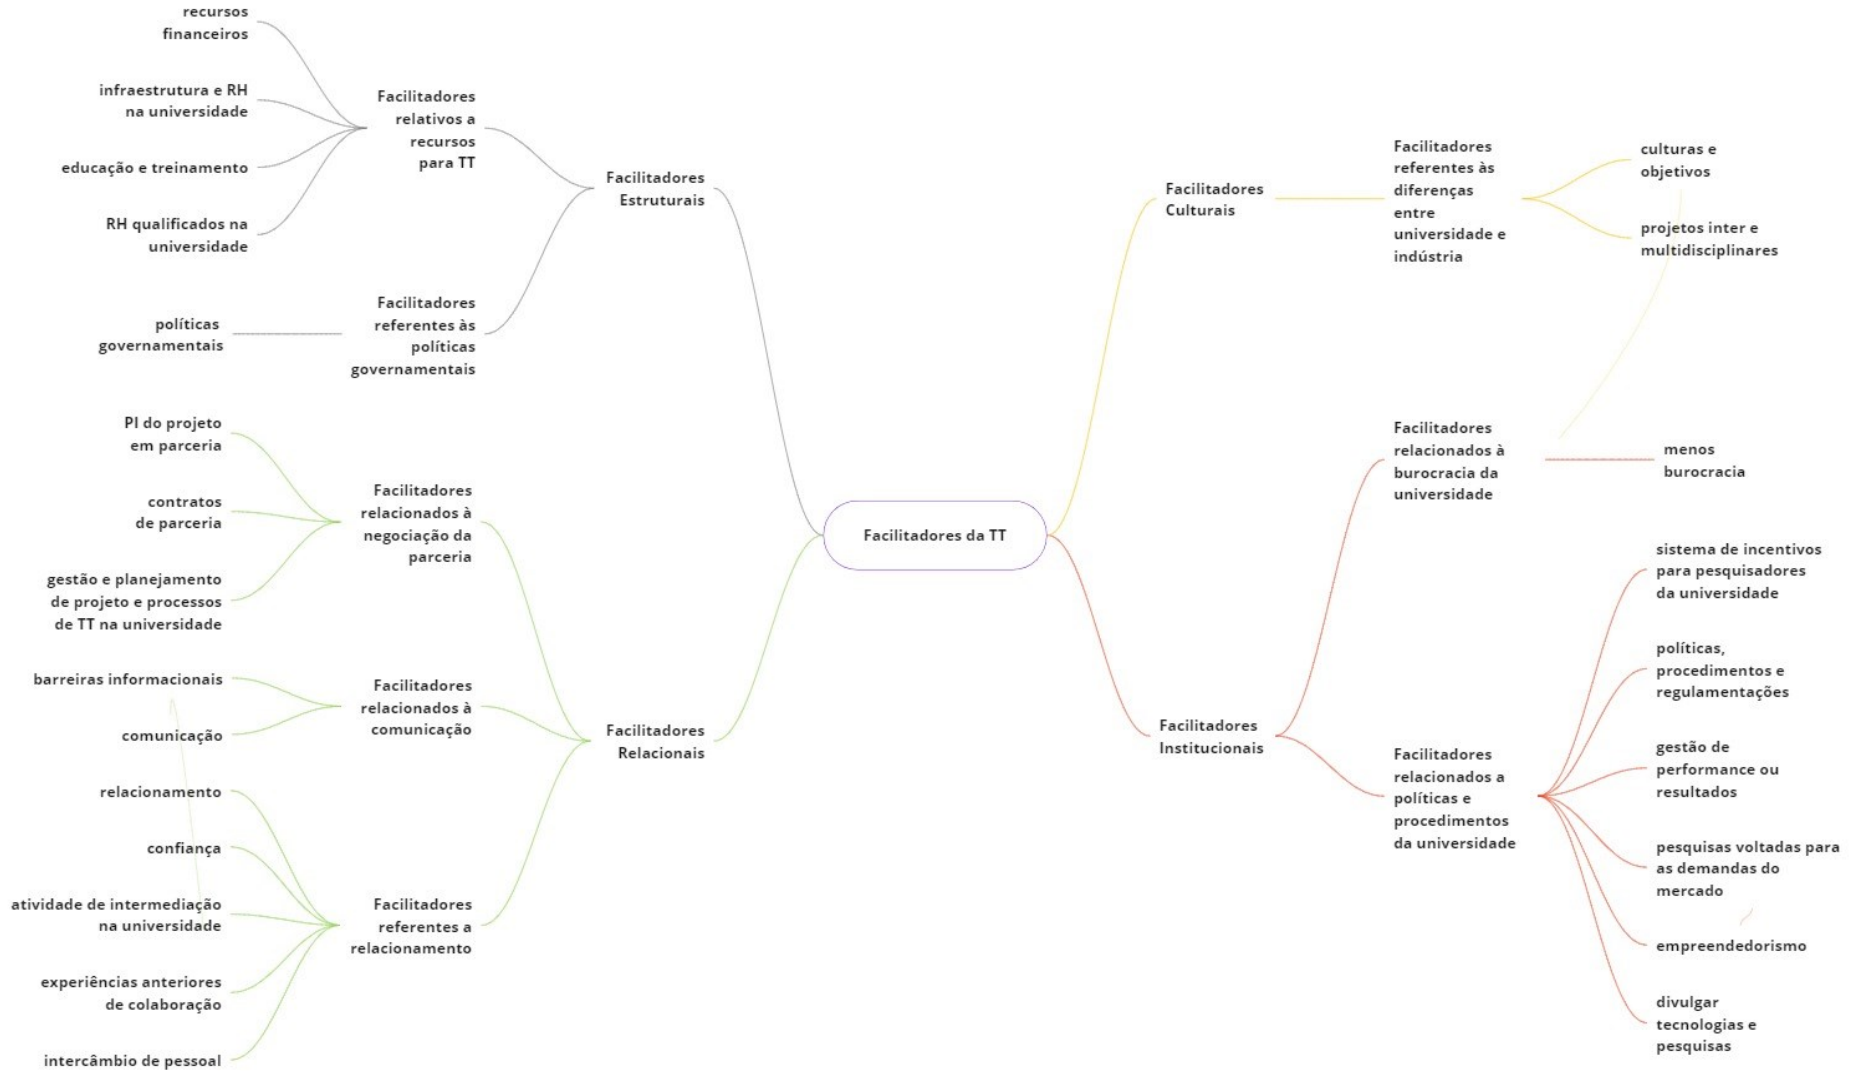 recursos
financeiros
infraestrutura e RH
na universidade
educação e treinamento
RH qualificados na
universidade
Facilitadores
relativos a
recursos
para TT
políticas
governamentais
Facilitadores
referentes às
políticas
governamentais
Facilitadores
Estruturais
PI do projeto
em parceria
contratos
de parceria
gestão e planejamento
de projeto e processos
de TT na universidade
Facilitadores
relacionados à
negociação da
parceria
barreiras informacionais
comunicação
Facilitadores
relacionados à
comunicação
relacionamento
confiança
atividade de intermediação
na universidade
experiências anteriores
de colaboração
intercâmbio de pessoal
Facilitadores
referentes a
relacionamento
Facilitadores
Relacionais
Facilitadores da TT
Facilitadores
Culturais
Facilitadores
referentes às
diferenças
entre
universidade e
indústria
culturas e
objetivos
projetos inter e
multidisciplinares
Facilitadores
Institucionais
Facilitadores
relacionados à
burocracia da
universidade
menos
burocracia
Facilitadores
relacionados a
políticas e
procedimentos
da universidade
sistema de incentivos
para pesquisadores
da universidade
políticas,
procedimentos e
regulamentações
gestão de
performance ou
resultados
pesquisas voltadas para
as demandas do
mercado
empreendedorismo
divulgar
tecnologias e
pesquisas